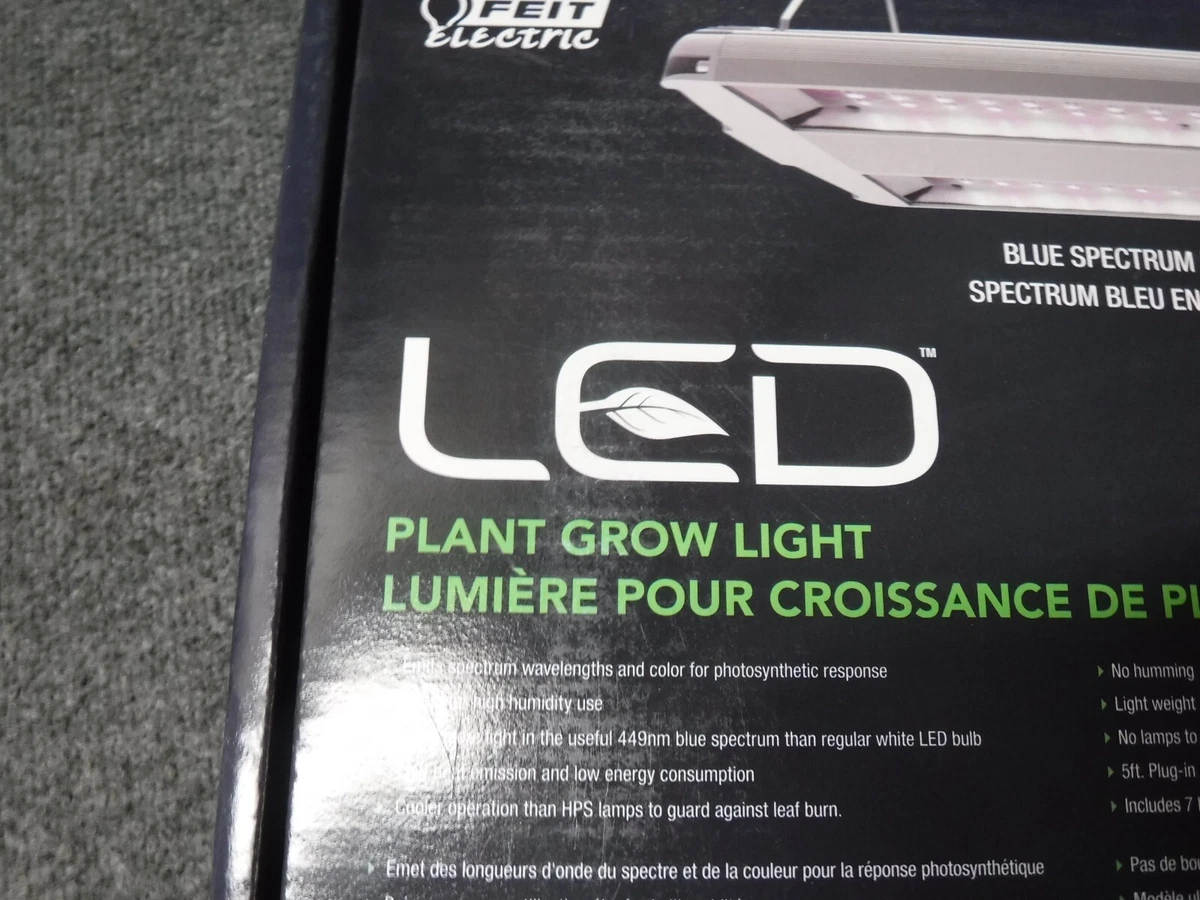 FEIT
Electric
BLUE SPECTRUM
SPECTRUM BLEU EN
LED™
PLANT GROW LIGHT
LUMIÈRE POUR CROISSANCE DE PL
Emits spectrum wavelengths and color for photosynthetic response
high humidity use
light in the useful 449nm blue spectrum than regular white LED bulb
emission and low energy consumption
Cooler operation than HPS lamps to guard against leaf burn.
No humming
Light weight
No lamps to
5ft. Plug-in
Includes 7
Émet des longueurs d'onde du spectre et de la couleur pour la réponse photosynthétique
Pas de bou